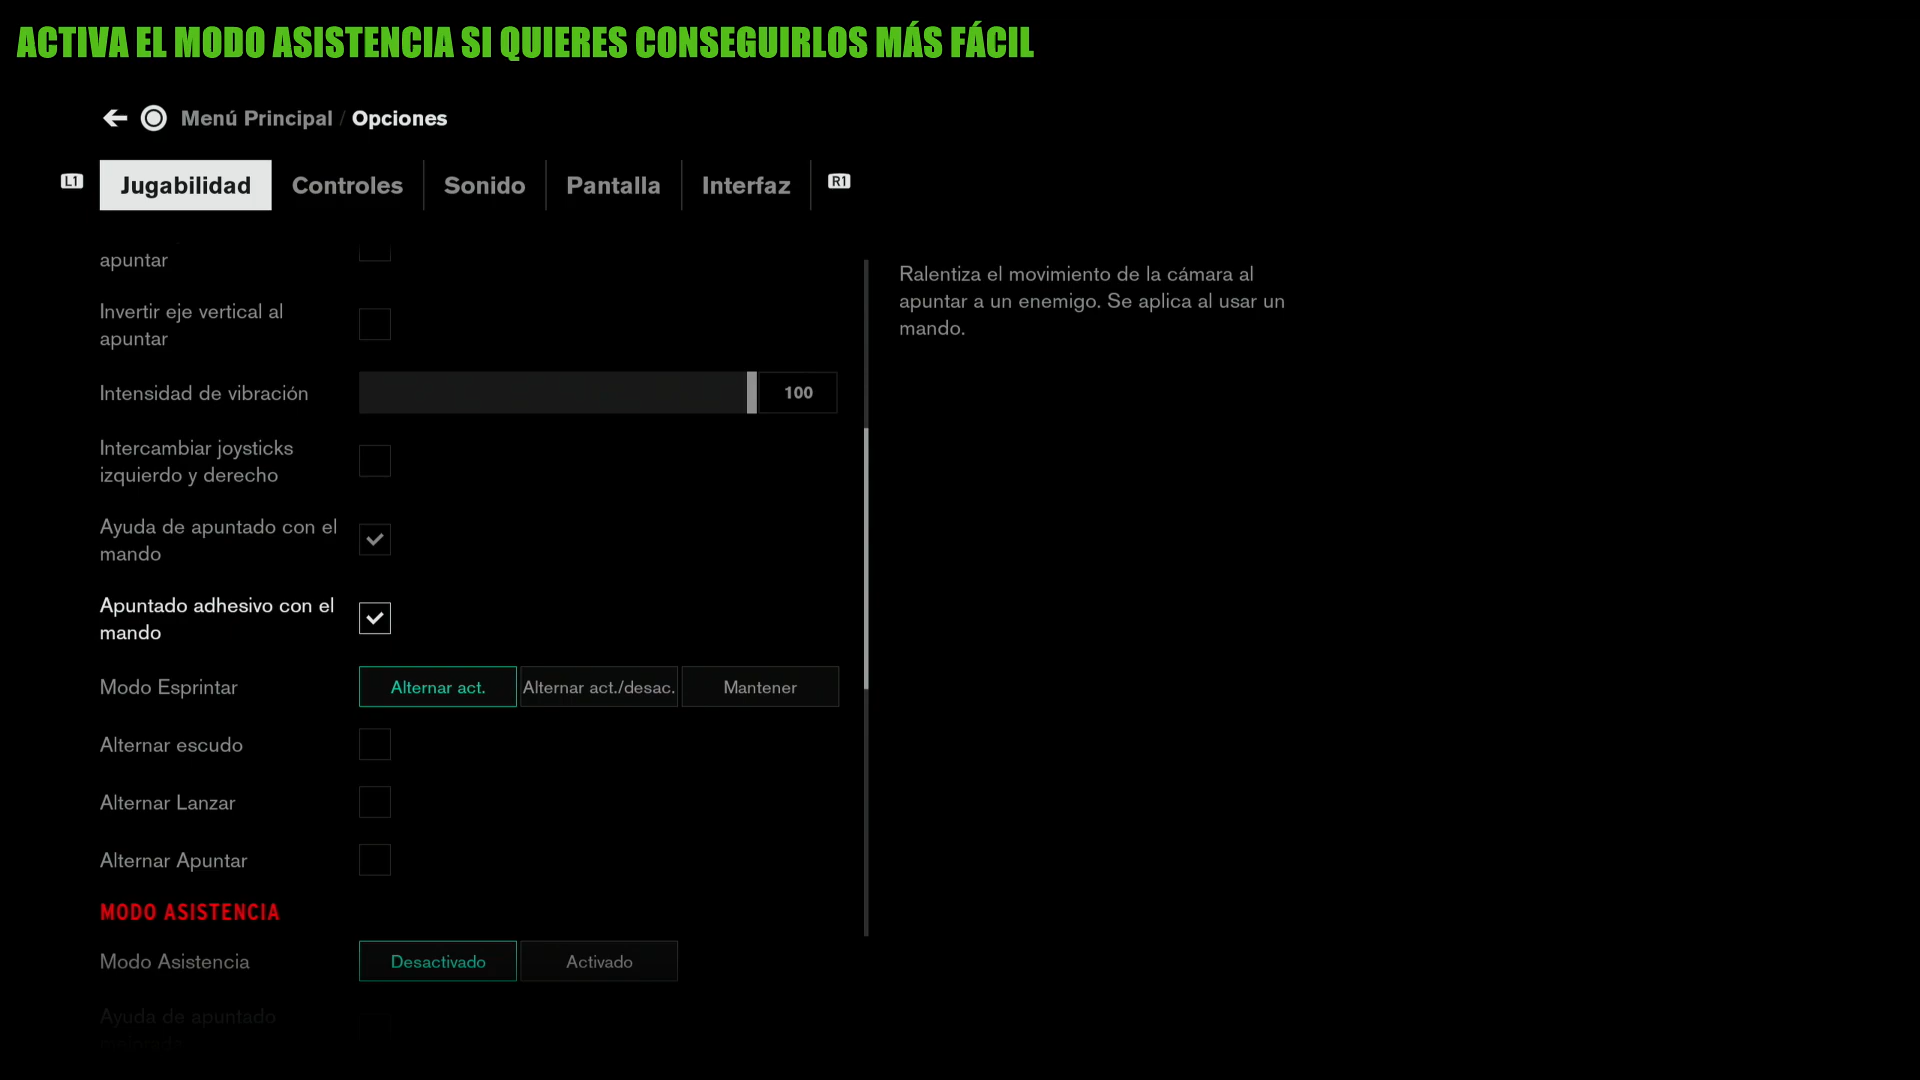 ACTIVA EL MODO ASISTENCIA SI QUIERES CONSEGUIRLOS MÁS FÁCIL
Menú Principal / Opciones
L1 Jugabilidad Controles Sonido Pantalla Interfaz R1
apuntar
Invertir eje vertical al
apuntar
Intensidad de vibración 100
Intercambiar joysticks
izquierdo y derecho
Ayuda de apuntado con el
mando
Apuntado adhesivo con el
mando
Modo Esprintar Alternar act. Alternar act./desac. Mantener
Alternar escudo
Alternar Lanzar
Alternar Apuntar
MODO ASISTENCIA
Modo Asistencia Desactivado Activado
Ayuda de apuntado
Ralentiza el movimiento de la cámara al
apuntar a un enemigo. Se aplica al usar un
mando.